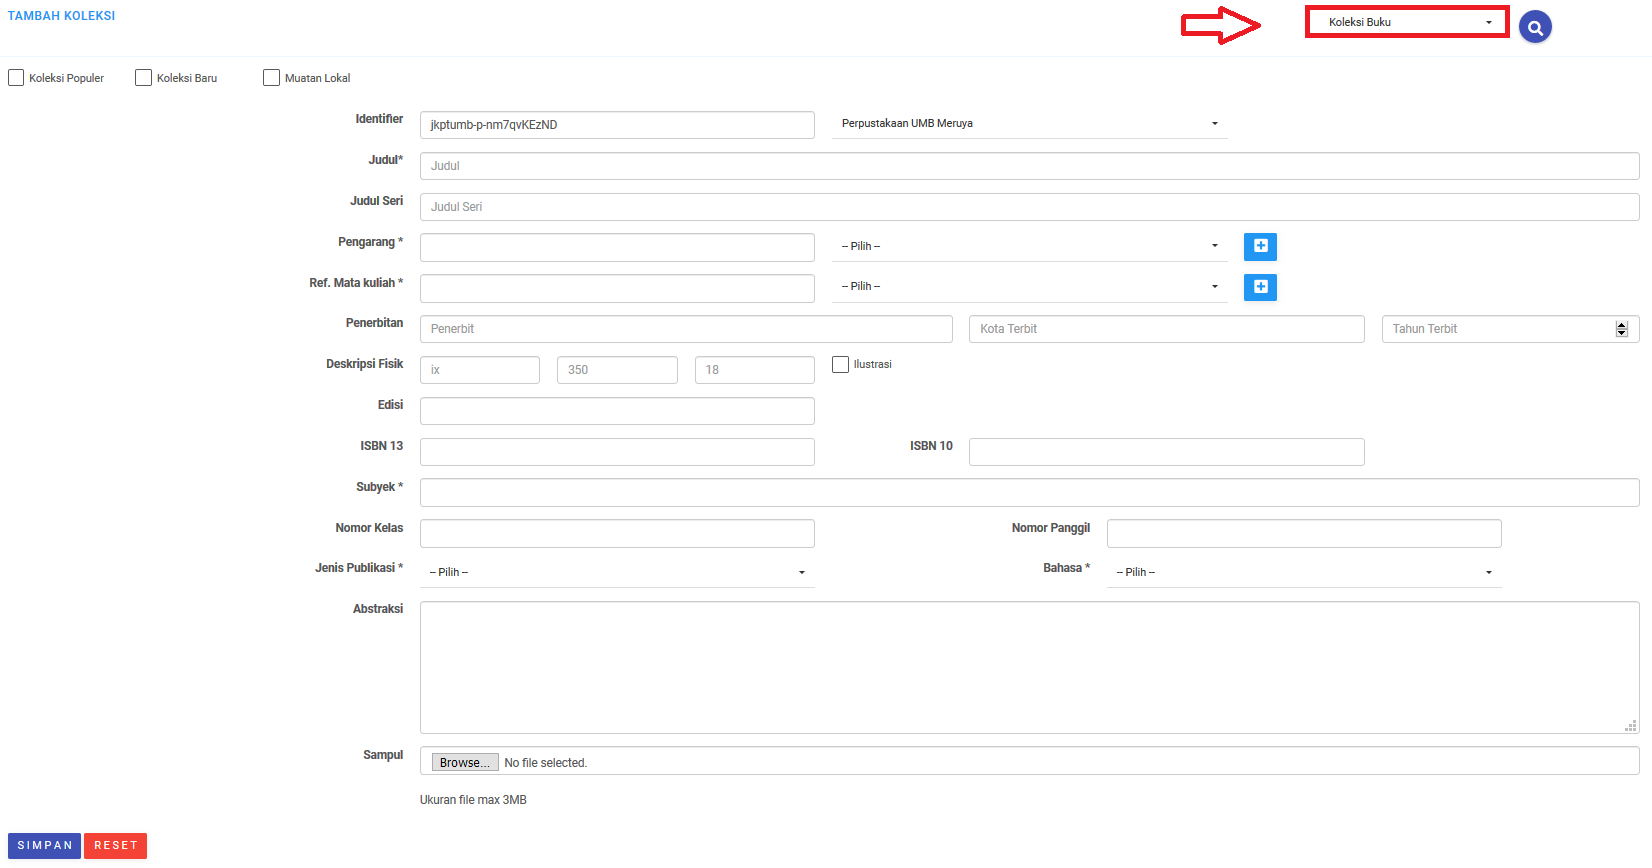 TAMBAH KOLEKSI
Koleksi Buku
Koleksi Populer Koleksi Baru Muatan Lokal
Identifier jkptumb-p-nm7qvKEzND Perpustakaan UMB Meruya
Judul* Judul
Judul Seri Judul Seri
Pengarang * -- Pilih --
Ref. Mata kuliah * -- Pilih --
Penerbitan Penerbit Kota Terbit Tahun Terbit
Deskripsi Fisik ix 350 18 Ilustrasi
Edisi
ISBN 13 ISBN 10
Subyek *
Nomor Kelas Nomor Panggil
Jenis Publikasi * -- Pilih -- Bahasa * -- Pilih --
Abstraksi
Sampul Browse... No file selected.
Ukuran file max 3MB
SIMPAN RESET